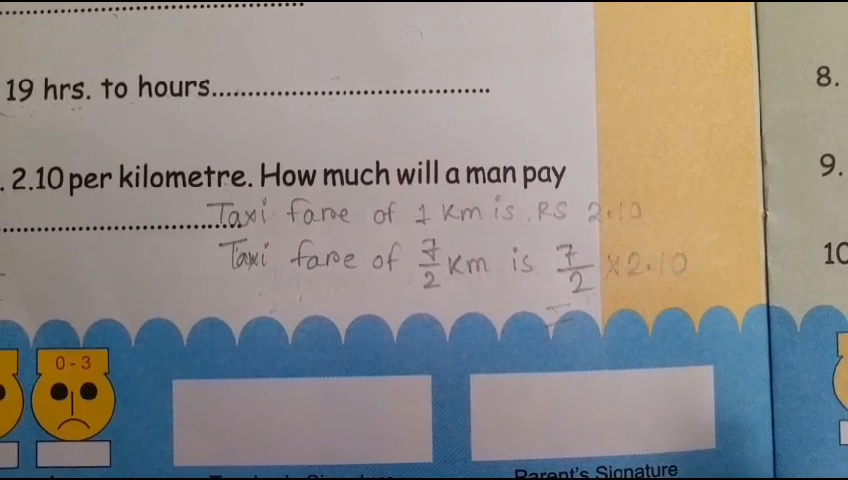 19 hrs. to hours
8.
. 2.10 per kilometre. How much will a man pay
9.
Taxi fare of 1 Km is RS 2.10
Taxi fare of 7/2 Km is 7/2 × 2.10
=
10
0 - 3
Parent's Signature